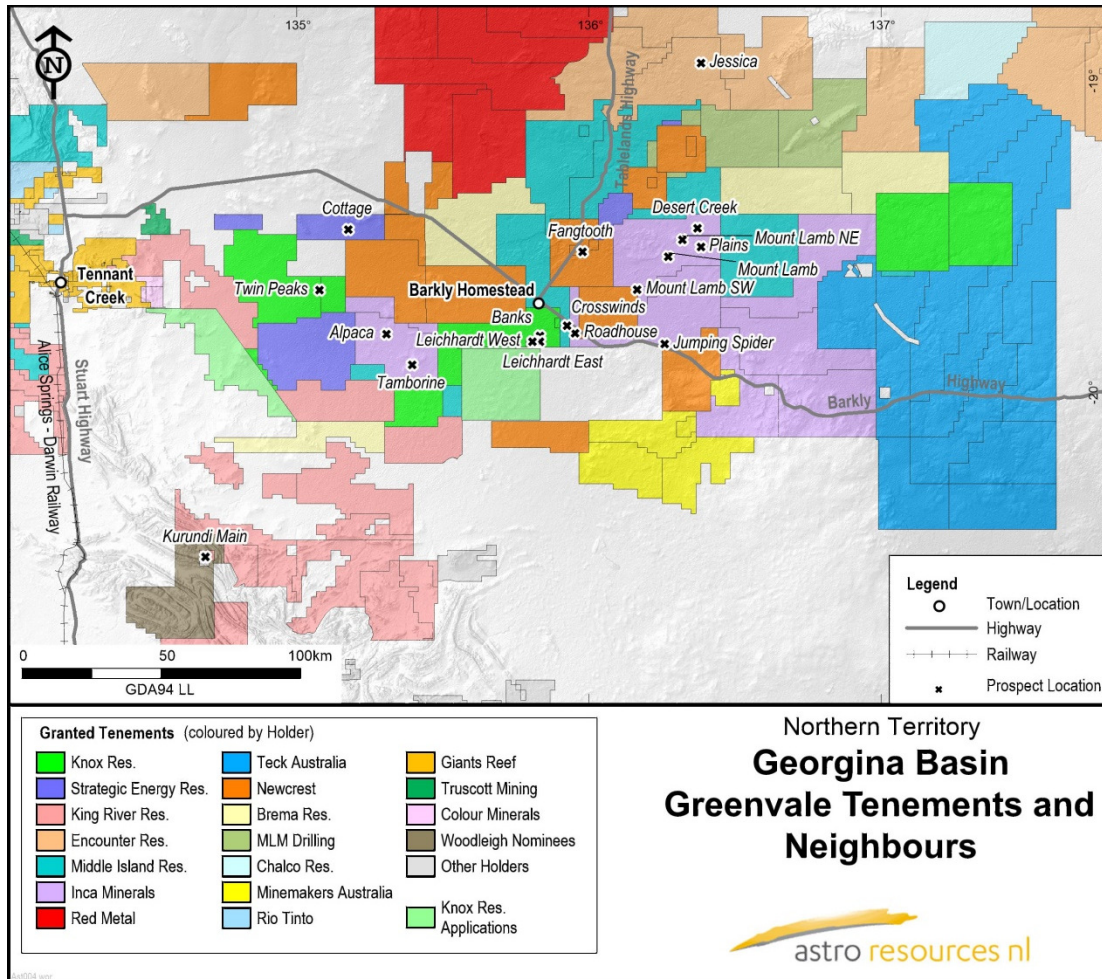 135°
136°
137°
N
-19°
Jessica
Tablelands Highway
Cottage
Desert Creek
Fangtooth
Mount Lamb NE
Plains
Mount Lamb
Tennant
Creek
Twin Peaks
Barkly Homestead
Mount Lamb SW
Banks
Crosswinds
Alpaca
Leichhardt West
Roadhouse
Jumping Spider
Leichhardt East
Tamborine
Barkly
Highway
-20°
Alice Springs - Darwin Railway
Stuart Highway
Kurundi Main
0 50 100km
GDA94 LL
Legend
Town/Location
Highway
Railway
Prospect Location
Granted Tenements (coloured by Holder)
Knox Res.
Strategic Energy Res.
King River Res.
Encounter Res.
Middle Island Res.
Inca Minerals
Red Metal
Teck Australia
Newcrest
Brema Res.
MLM Drilling
Chalco Res.
Minemakers Australia
Rio Tinto
Giants Reef
Truscott Mining
Colour Minerals
Woodleigh Nominees
Other Holders
Knox Res.
Applications
Northern Territory
Georgina Basin
Greenvale Tenements and
Neighbours
astro resources nl
Ast004.wor